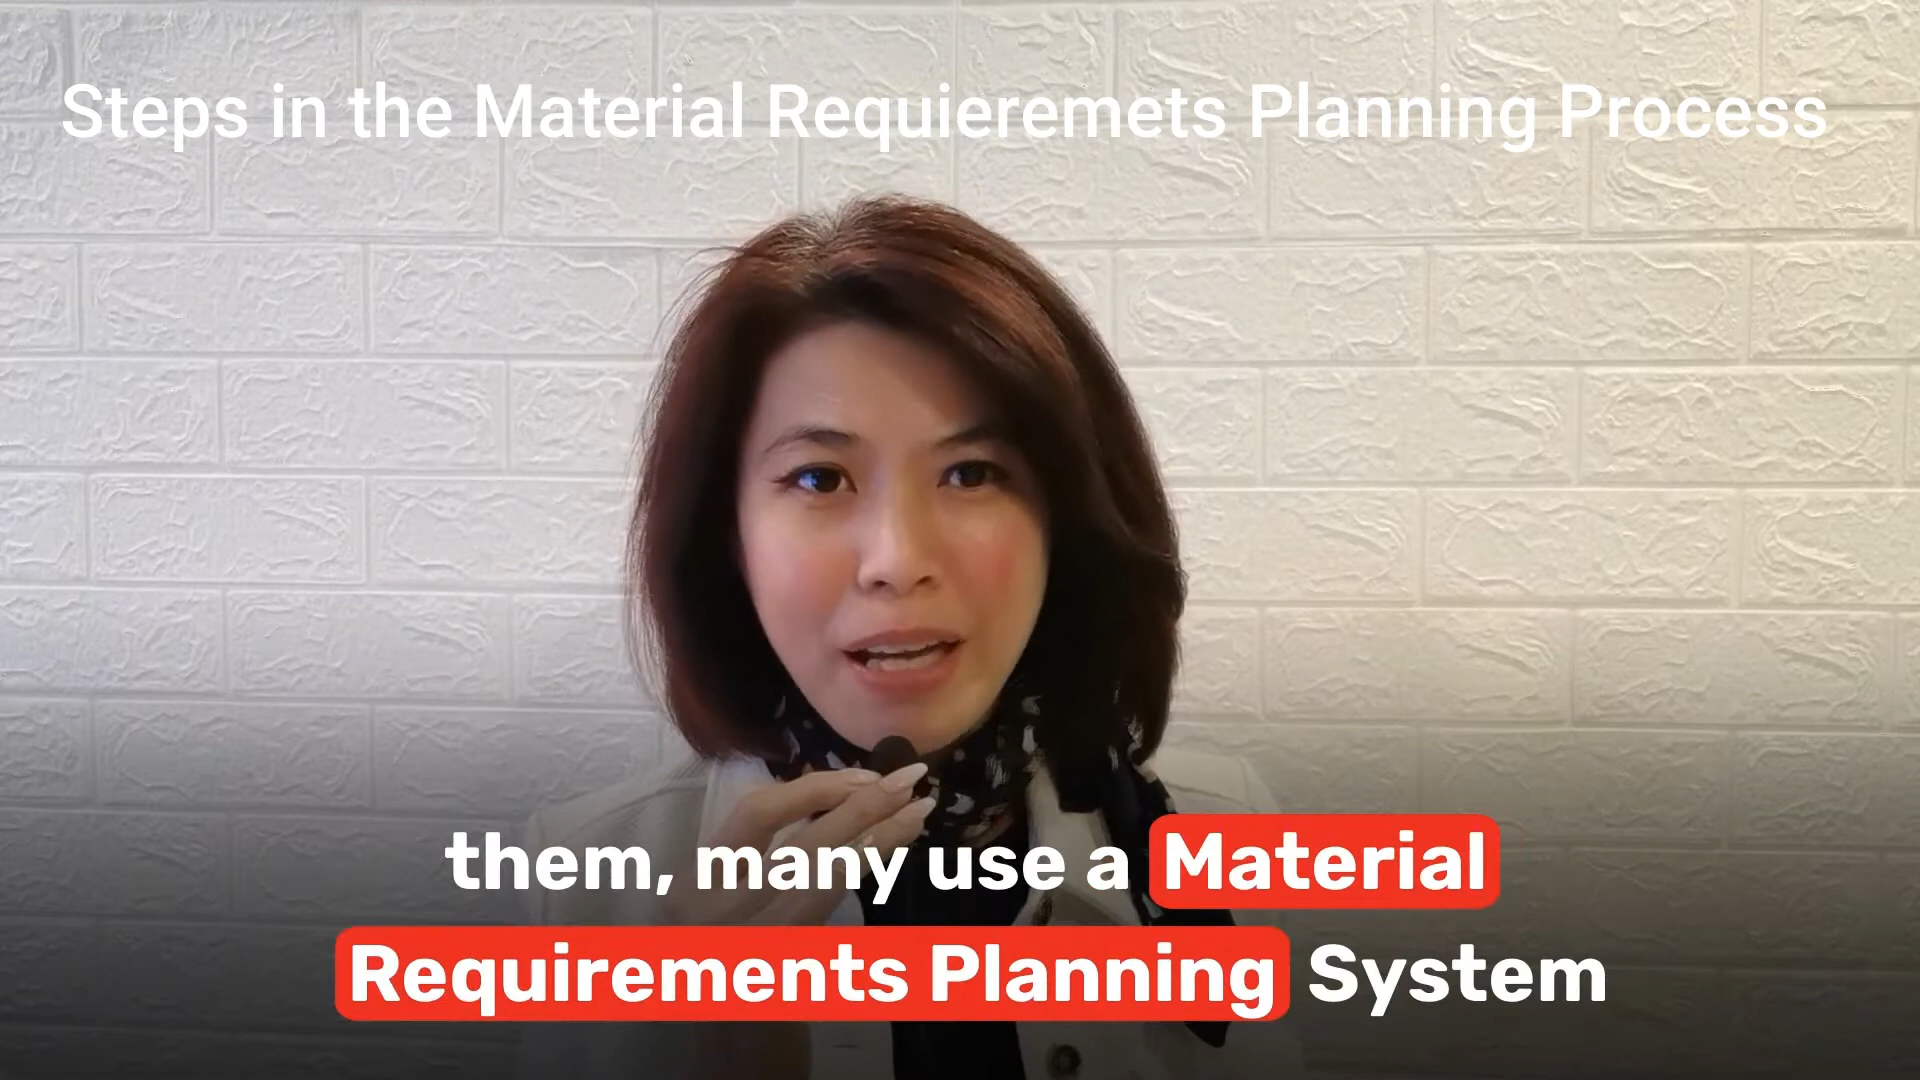 Steps in the Material Requieremets Planning Process
them, many use a Material
Requirements Planning System